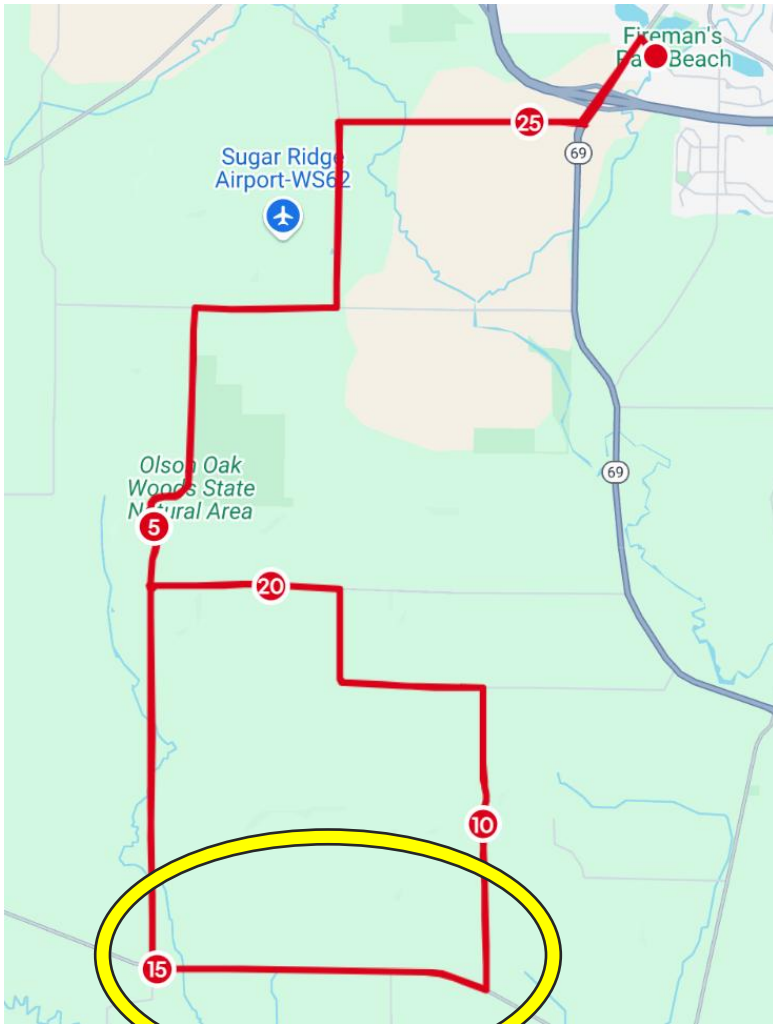 Fireman's
Pa Beach
25
69
Sugar Ridge
Airport-WS62
69
Olson Oak
Woods State
Natural Area
5
20
10
15